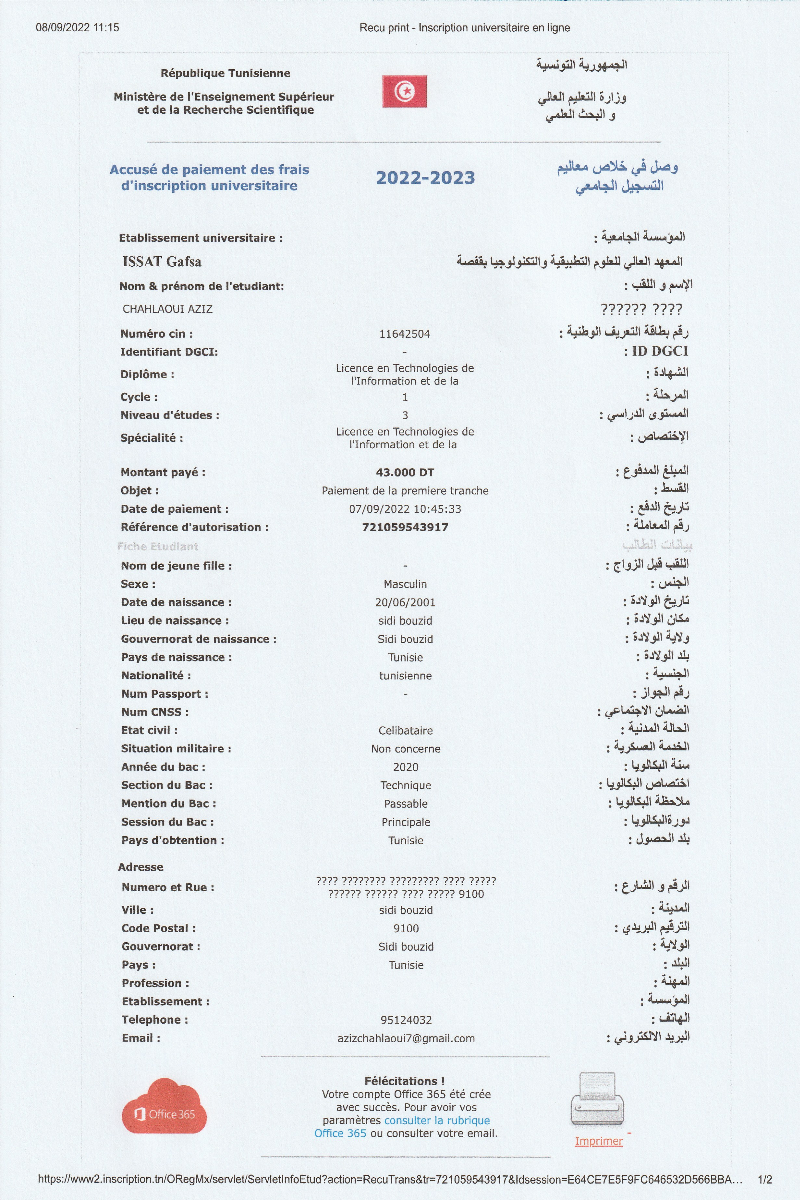 08/09/2022 11:15 Recu print - Inscription universitaire en ligne
République Tunisienne الجمهورية التونسية
Ministère de l'Enseignement Supérieur وزارة التعليم العالي
et de la Recherche Scientifique و البحث العلمي
Accusé de paiement des frais 2022-2023 وصل في خلاص معاليم
d'inscription universitaire التسجيل الجامعي
Etablissement universitaire : المؤسسة الجامعية :
ISSAT Gafsa المعهد العالي للعلوم التطبيقية والتكنولوجيا بقفصة
Nom & prénom de l'etudiant: الإسم و اللقب :
CHAHLAOUI AZIZ ?????? ????
Numéro cin : 11642504 رقم بطاقة التعريف الوطنية :
Identifiant DGCI: - ID DGCI :
Diplôme : Licence en Technologies de l'Information et de la الشهادة :
Cycle : 1 المرحلة :
Niveau d'études : 3 المستوى الدراسي :
Spécialité : Licence en Technologies de l'Information et de la الإختصاص :
Montant payé : 43.000 DT المبلغ المدفوع :
Objet : Paiement de la premiere tranche القسط :
Date de paiement : 07/09/2022 10:45:33 تاريخ الدفع :
Référence d'autorisation : 721059543917 رقم المعاملة :
Fiche Etudiant بيانات الطالب
Nom de jeune fille : - اللقب قبل الزواج :
Sexe : Masculin الجنس :
Date de naissance : 20/06/2001 تاريخ الولادة :
Lieu de naissance : sidi bouzid مكان الولادة :
Gouvernorat de naissance : Sidi bouzid ولاية الولادة :
Pays de naissance : Tunisie بلد الولادة :
Nationalité : tunisienne الجنسية :
Num Passport : - رقم الجواز :
Num CNSS : الضمان الاجتماعي :
Etat civil : Celibataire الحالة المدنية :
Situation militaire : Non concerne الخدمة العسكرية :
Année du bac : 2020 سنة البكالويا :
Section du Bac : Technique اختصاص البكالويا :
Mention du Bac : Passable ملاحظة البكالويا :
Session du Bac : Principale دورةالبكالويا :
Pays d'obtention : Tunisie بلد الحصول :
Adresse
Numero et Rue : ???? ???????? ????????? ???? ????? ?????? ?????? ???? ????? 9100 الرقم و الشارع :
Ville : sidi bouzid المدينة :
Code Postal : 9100 الترقيم البريدي :
Gouvernorat : Sidi bouzid الولاية :
Pays : Tunisie البلد :
Profession : المهنة :
Etablissement : المؤسسة :
Telephone : 95124032 الهاتف :
Email : azizchahlaoui7@gmail.com البريد الالكتروني :
Félécitations !
Votre compte Office 365 été crée
avec succès. Pour avoir vos
paramètres consulter la rubrique
Office 365 ou consulter votre email.
Office 365
Imprimer
https://www2.inscription.tn/ORegMx/servlet/ServletInfoEtud?action=RecuTrans&tr=721059543917&Idsession=E64CE7E5F9FC646532D566BBA... 1/2